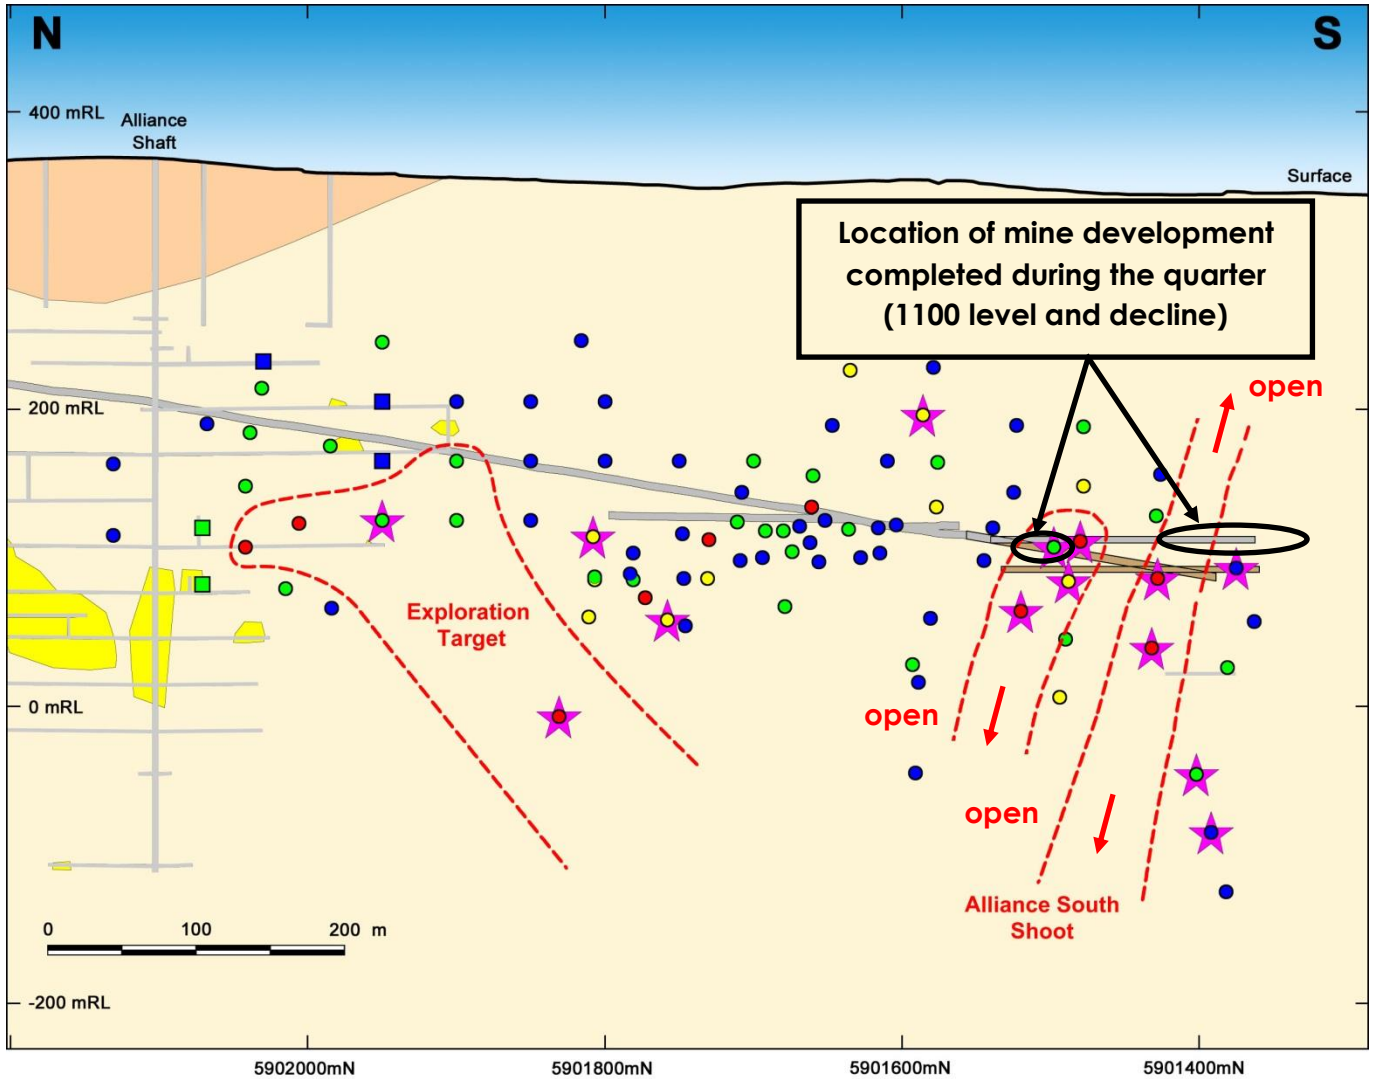 N
S
400 mRL
Alliance
Shaft
Surface
Location of mine development
completed during the quarter
(1100 level and decline)
open
200 mRL
Exploration
Target
0 mRL
open
open
Alliance South
Shoot
0 100 200 m
-200 mRL
5902000mN 5901800mN 5901600mN 5901400mN